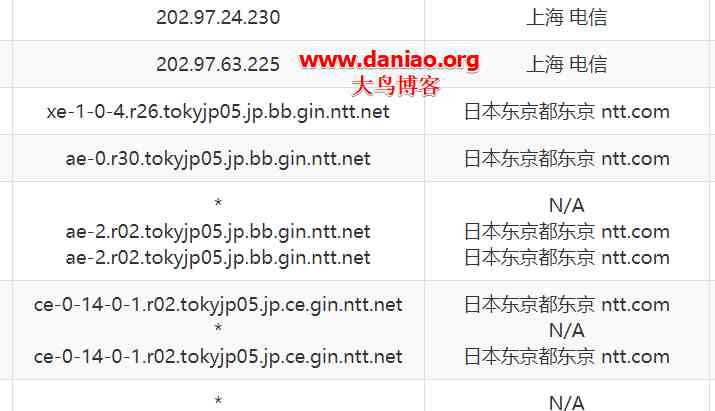 202.97.24.230 上海 电信
202.97.63.225 上海 电信
www.daniao.org
大鸟博客
xe-1-0-4.r26.tokyjp05.jp.bb.gin.ntt.net 日本东京都东京 ntt.com
ae-0.r30.tokyjp05.jp.bb.gin.ntt.net 日本东京都东京 ntt.com
* N/A
ae-2.r02.tokyjp05.jp.bb.gin.ntt.net 日本东京都东京 ntt.com
ae-2.r02.tokyjp05.jp.bb.gin.ntt.net 日本东京都东京 ntt.com
ce-0-14-0-1.r02.tokyjp05.jp.ce.gin.ntt.net 日本东京都东京 ntt.com
* N/A
ce-0-14-0-1.r02.tokyjp05.jp.ce.gin.ntt.net 日本东京都东京 ntt.com
* N/A